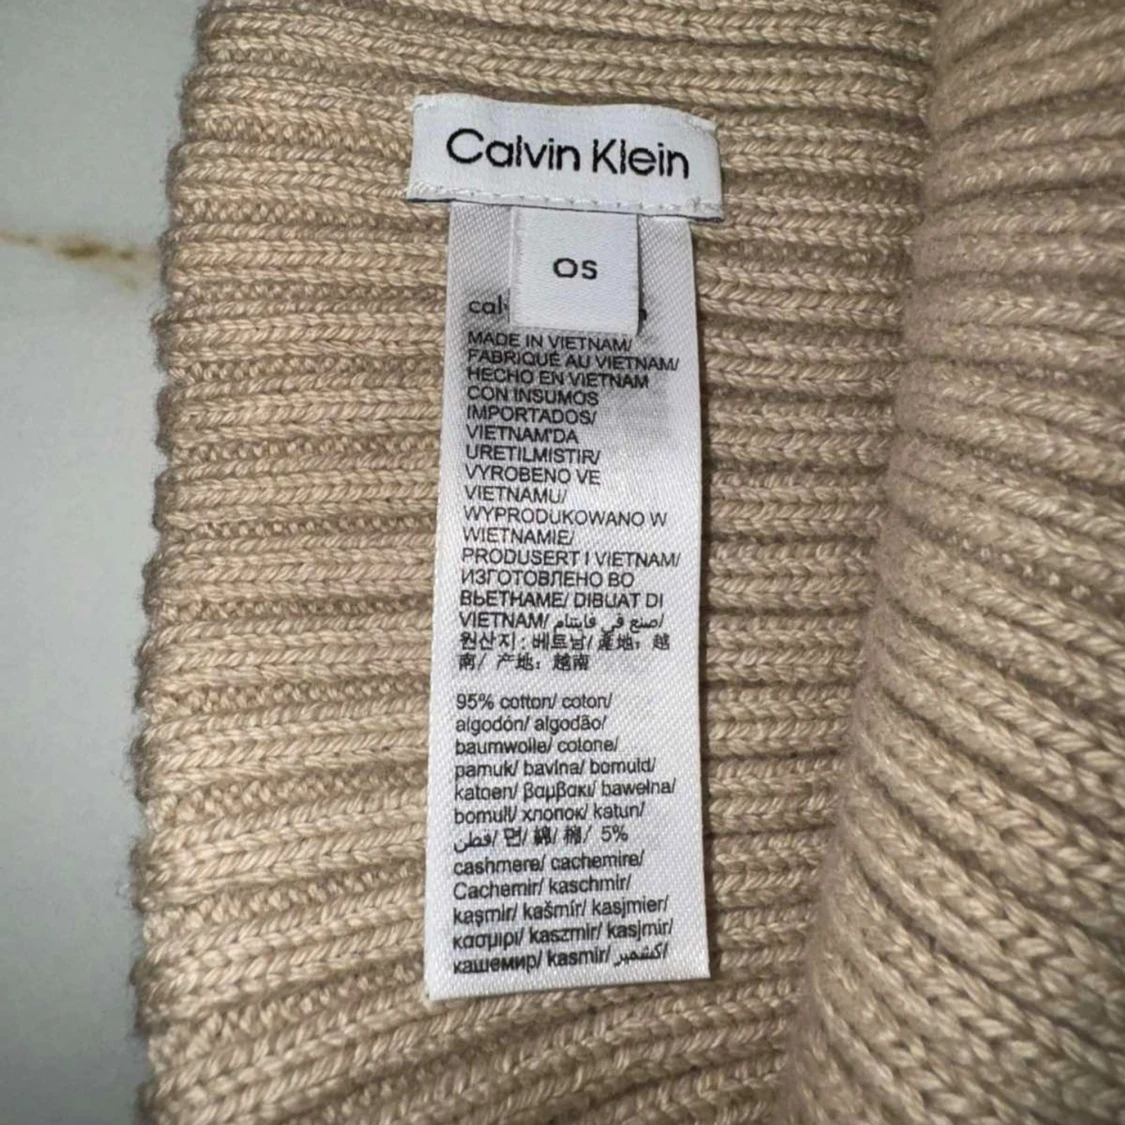 Calvin Klein
OS
MADE IN VIETNAM/
FABRIQUÉ AU VIETNAM/
HECHO EN VIETNAM
CON INSUMOS
IMPORTADOS/
VIETNAM'DA
URETILMISTIR/
VYROBENO VE
VIETNAMU/
WYPRODUKOWANO W
WIETNAMIE/
PRODUSERT I VIETNAM/
ИЗГОТОВЛЕНО ВО
ВЬЕТНАМЕ/ DIBUAT DI
VIETNAM/ صنع في فايتنام/
원산지: 베트남/ 產地: 越
南/ 产地: 越南
95% cotton/ coton/
algodón/ algodão/
baumwolle/ cotone/
pamuk/ bavlna/ bomuld/
katoen/ βαμβακι/ bawełna/
bomull/ хлопок/ katun/
قطن/ 면/ 綿/ 棉/ 5%
cashmere/ cachemire/
Cachemir/ kaschmir/
kaşmir/ kašmír/ kasjmier/
κασμιρι/ kaszmir/ kasjmir/
кашемир/ kasmir/ كشمير/